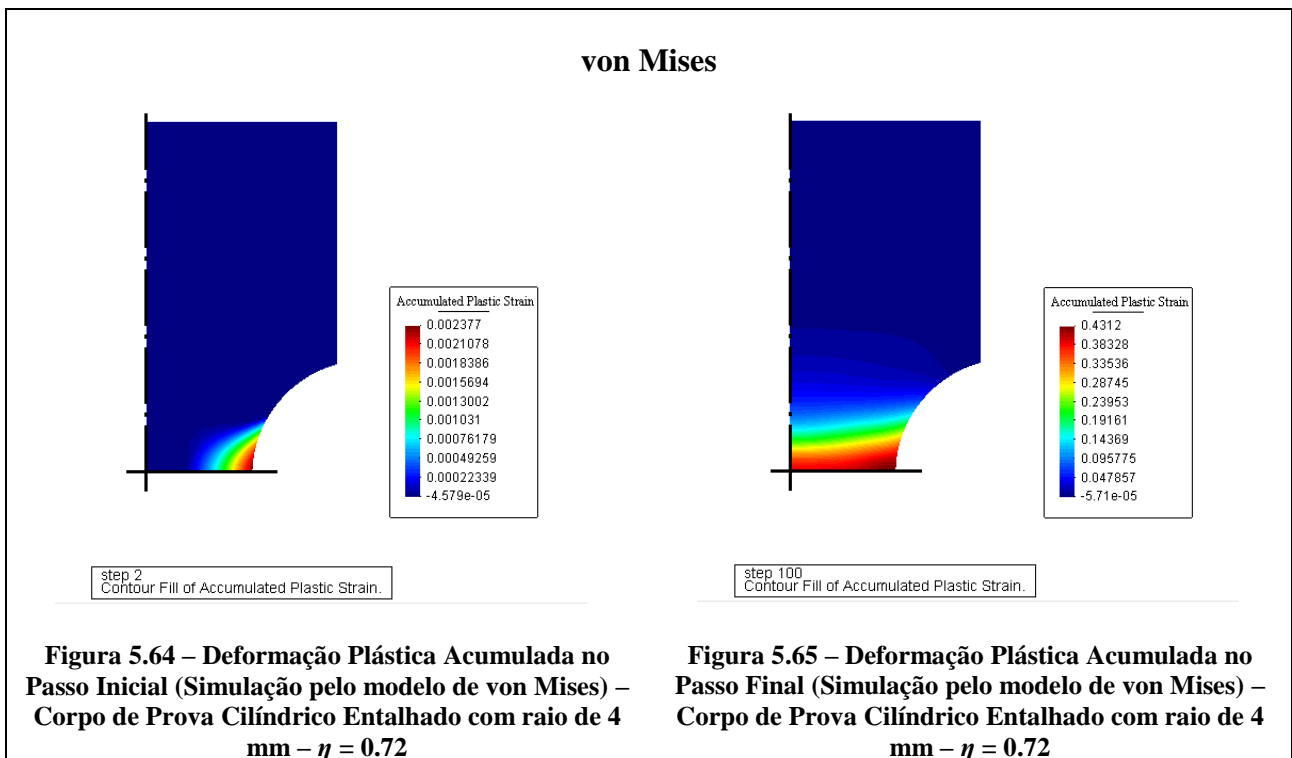 von Mises
Accumulated Plastic Strain
0.002377
0.0021078
0.0018386
0.0015694
0.0013002
0.001031
0.00076179
0.00049259
0.00022339
-4.579e-05
step 2
Contour Fill of Accumulated Plastic Strain.
Figura 5.64 – Deformação Plástica Acumulada no
Passo Inicial (Simulação pelo modelo de von Mises) –
Corpo de Prova Cilíndrico Entalhado com raio de 4
mm – η = 0.72
Accumulated Plastic Strain
0.4312
0.38328
0.33536
0.28745
0.23953
0.19161
0.14369
0.095775
0.047857
-5.71e-05
step 100
Contour Fill of Accumulated Plastic Strain.
Figura 5.65 – Deformação Plástica Acumulada no
Passo Final (Simulação pelo modelo de von Mises) –
Corpo de Prova Cilíndrico Entalhado com raio de 4
mm – η = 0.72